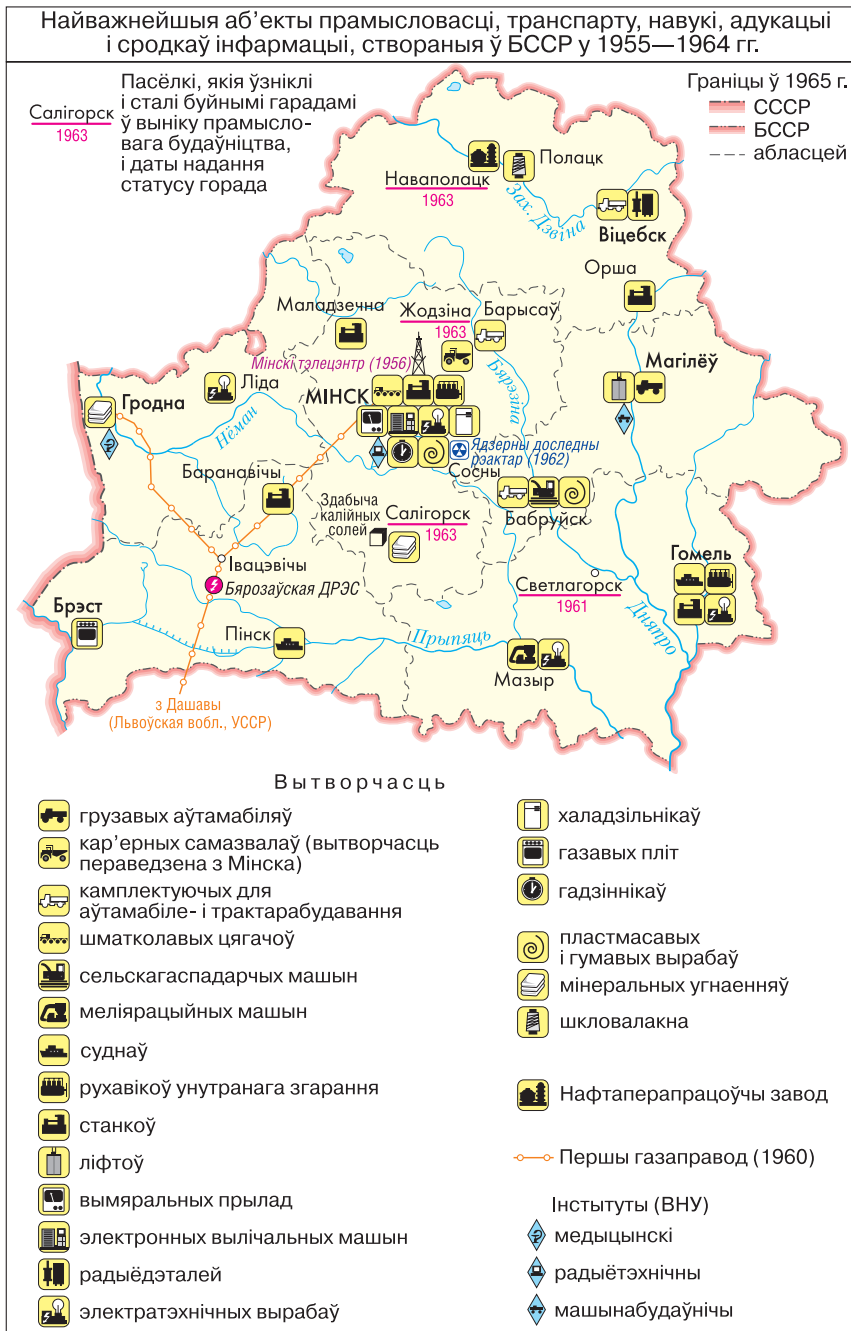 Найважнейшыя аб’екты прамысловасці, транспарту, навукі, адукацыі
і сродкаў інфармацыі, створаныя ў БССР у 1955—1964 гг.
Салігорск
1963
Пасёлкі, якія ўзніклі
і сталі буйнымі гарадамі
ў выніку прамысло-
вага будаўніцтва,
і даты надання
статусу горада
Граніцы ў 1965 г.
СССР
БССР
абласцей
Полацк
Наваполацк
1963
Зах. Дзвіна
Віцебск
Орша
Маладзечна
Жодзіна
1963
Барысаў
Мінскі тэлецэнтр (1956)
Бярэзіна
Магілёў
Ліда
МІНСК
Гродна
Нёман
Ядзерны доследны
рэактар (1962)
Сосны
Баранавічы
Здабыча
калійных
солей
Салігорск
1963
Бабруйск
Івацэвічы
Бярозаўская ДРЭС
Светлагорск
1961
Гомель
Брэст
Пінск
Прыпяць
Дняпро
Мазыр
з Дашавы
(Львоўская вобл., УССР)
Вытворчасць
грузавых аўтамабіляў
кар’ерных самазвалаў (вытворчасць
пераведзена з Мінска)
камплектуючых для
аўтамабіле- і трактарабудавання
шматколавых цягачоў
сельскагаспадарчых машын
меліярацыйных машын
суднаў
рухавікоў унутранага згарання
станкоў
ліфтоў
вымяральных прылад
электронных вылічальных машын
радыёдэталей
электратэхнічных вырабаў
халадзільнікаў
газавых пліт
гадзіннікаў
пластмасавых
і гумавых вырабаў
мінеральных угнаенняў
шкловалакна
Нафтаперапрацоўчы завод
Першы газаправод (1960)
Інстытуты (ВНУ)
медыцынскі
радыётэхнічны
машынабудаўнічы